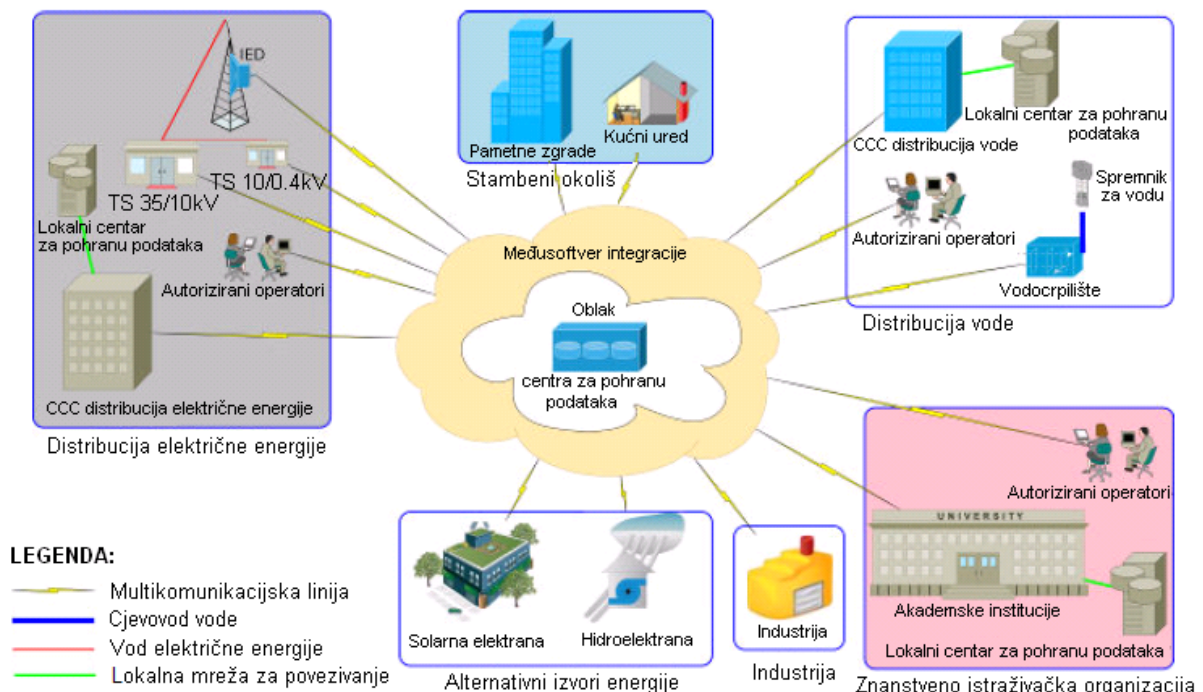 IED
TS 10/0.4kV
TS 35/10kV
Lokalni centar
za pohranu podataka
Autorizirani operatori
CCC distribucija električne energije
Distribucija električne energije
Pametne zgrade
Kućni ured
Stambeni okoliš
Lokalni centar za pohranu
podataka
CCC distribucija vode
Spremnik
za vodu
Autorizirani operatori
Vodocrpilište
Distribucija vode
Međusoftver integracije
Oblak
centra za pohranu
podataka
Autorizirani operatori
UNIVERSITY
Akademske institucije
Lokalni centar za pohranu podataka
Znanstveno istraživačka organizacija
Solarna elektrana
Hidroelektrana
Alternativni izvori energije
Industrija
Industrija
LEGENDA:
Multikomunikacijska linija
Cjevovod vode
Vod električne energije
Lokalna mreža za povezivanje